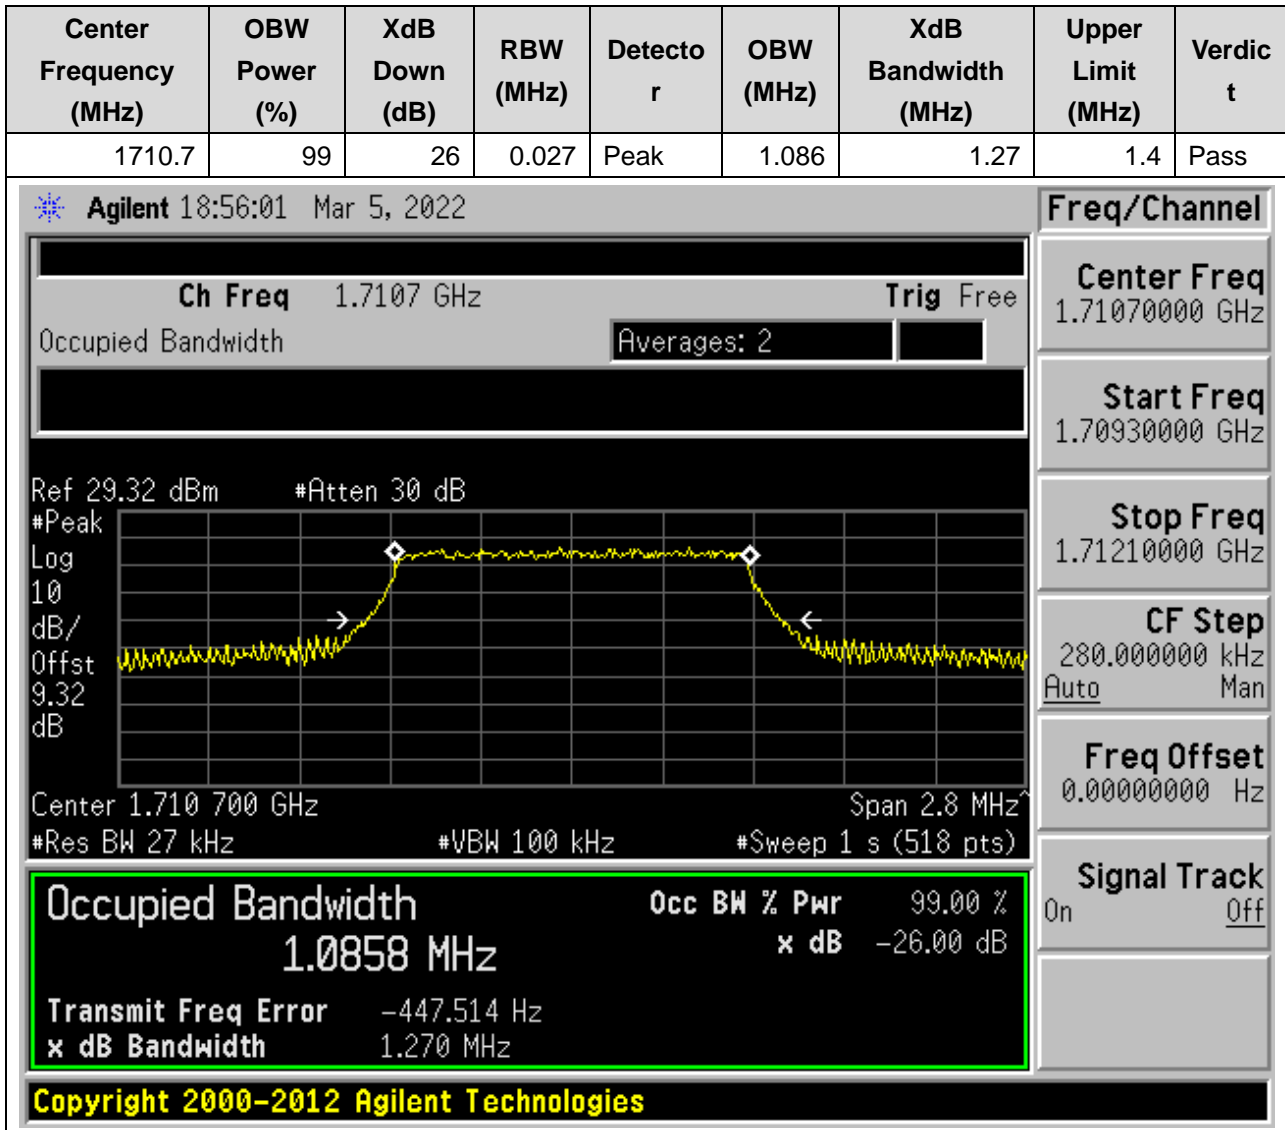 Center Frequency (MHz) OBW Power (%) XdB Down (dB) RBW (MHz) Detecto r OBW (MHz) XdB Bandwidth (MHz) Upper Limit (MHz) Verdic t
1710.7 99 26 0.027 Peak 1.086 1.27 1.4 Pass
Agilent 18:56:01 Mar 5, 2022
Freq/Channel
Ch Freq 1.7107 GHz Trig Free
Occupied Bandwidth Averages: 2
Center Freq
1.71070000 GHz
Start Freq
1.70930000 GHz
Stop Freq
1.71210000 GHz
CF Step
280.000000 kHz
Auto Man
Freq Offset
0.00000000 Hz
Signal Track
On Off
Ref 29.32 dBm #Atten 30 dB
#Peak
Log
10
dB/
Offst
9.32
dB
Center 1.710 700 GHz Span 2.8 MHz^
#Res BW 27 kHz #VBW 100 kHz #Sweep 1 s (518 pts)
Occupied Bandwidth
1.0858 MHz
Occ BW % Pwr 99.00 %
x dB -26.00 dB
Transmit Freq Error -447.514 Hz
x dB Bandwidth 1.270 MHz
Copyright 2000-2012 Agilent Technologies